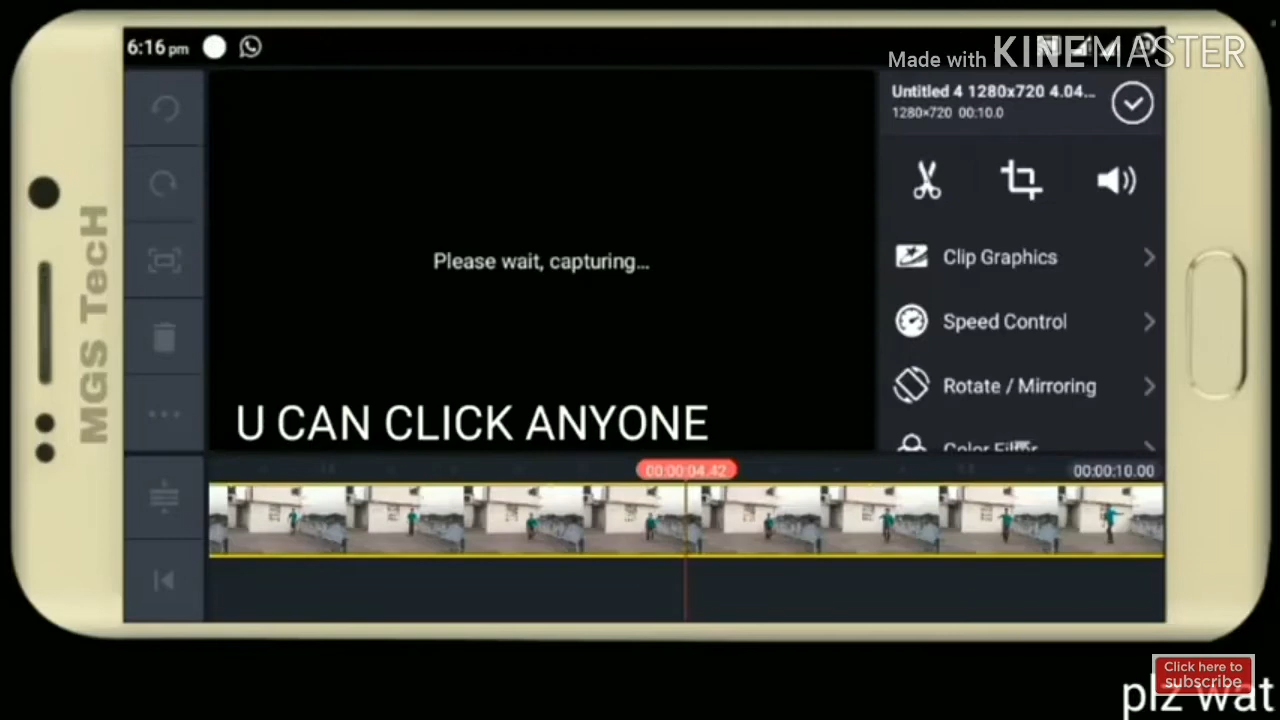 6:16 pm
Made with KINEMASTER
Untitled 4 1280x720 4.04...
1280×720 00:10.0
MGS TecH
Please wait, capturing...
Clip Graphics
Speed Control
Rotate / Mirroring
Color Filter
U CAN CLICK ANYONE
00:00:04.42
00:00:10.00
Click here to
subscribe
plz wat